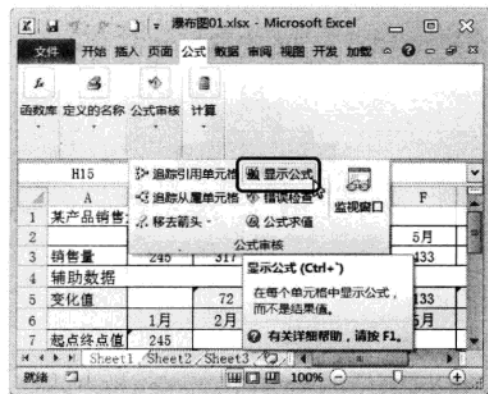 瀑布图01.xlsx - Microsoft Excel
文件 开始 插入 页面 公式 数据 审阅 视图 开发 加载
函数库 定义的名称 公式审核 计算
H15
追踪引用单元格 显示公式
追踪从属单元格 错误检查
移去箭头 公式求值
监视窗口
公式审核
A F
1 某产品销售
2 5月
3 销售量 245 317 433
4 辅助数据
5 变化值 72 133
6 1月 2月 5月
7 起点终点值 245
显示公式 (Ctrl+`)
在每个单元格中显示公式，
而不是结果值。
有关详细帮助，请按 F1。
Sheet1 Sheet2 Sheet3
就绪 100%